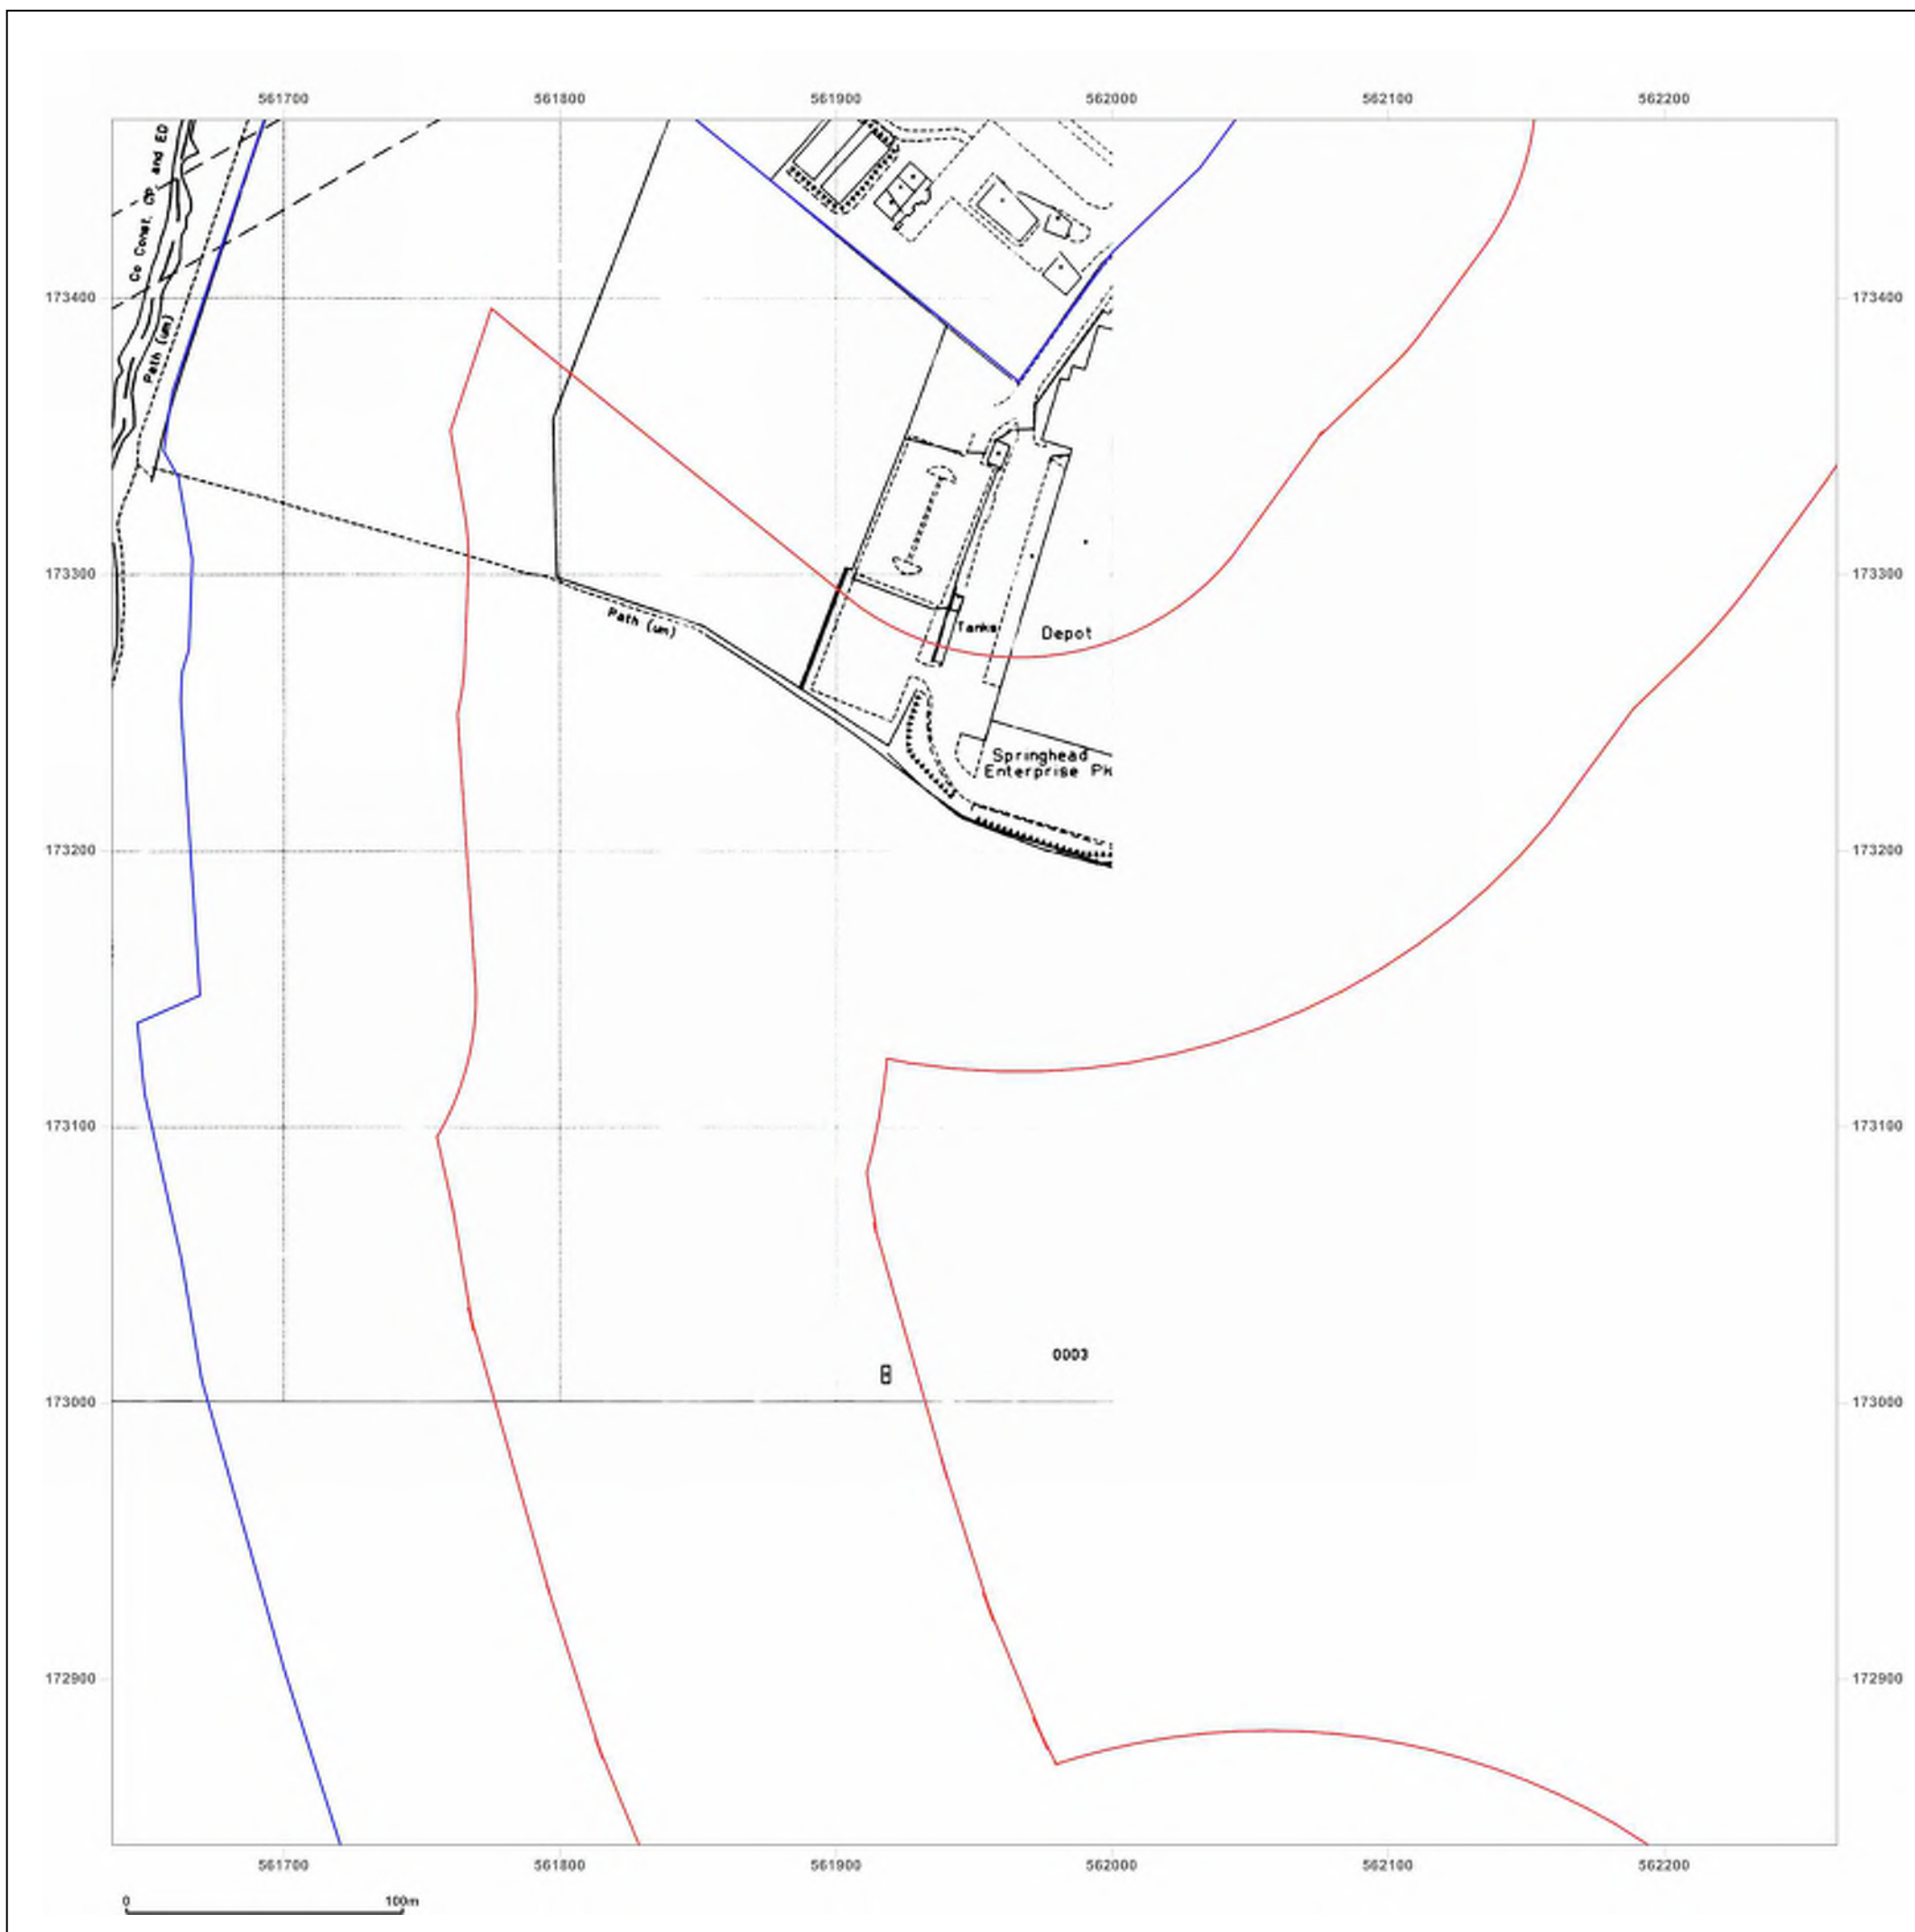 561700 561800 561900 562000 562100 562200
Co Const, CP and ED
173400 173400
Path (um)
173300 173300
Path (um)
Tanks
Depot
Springhead
Enterprise Pk
173200 173200
173100 173100
0003
173000 173000
172900 172900
561700 561800 561900 562000 562100 562200
0 100m